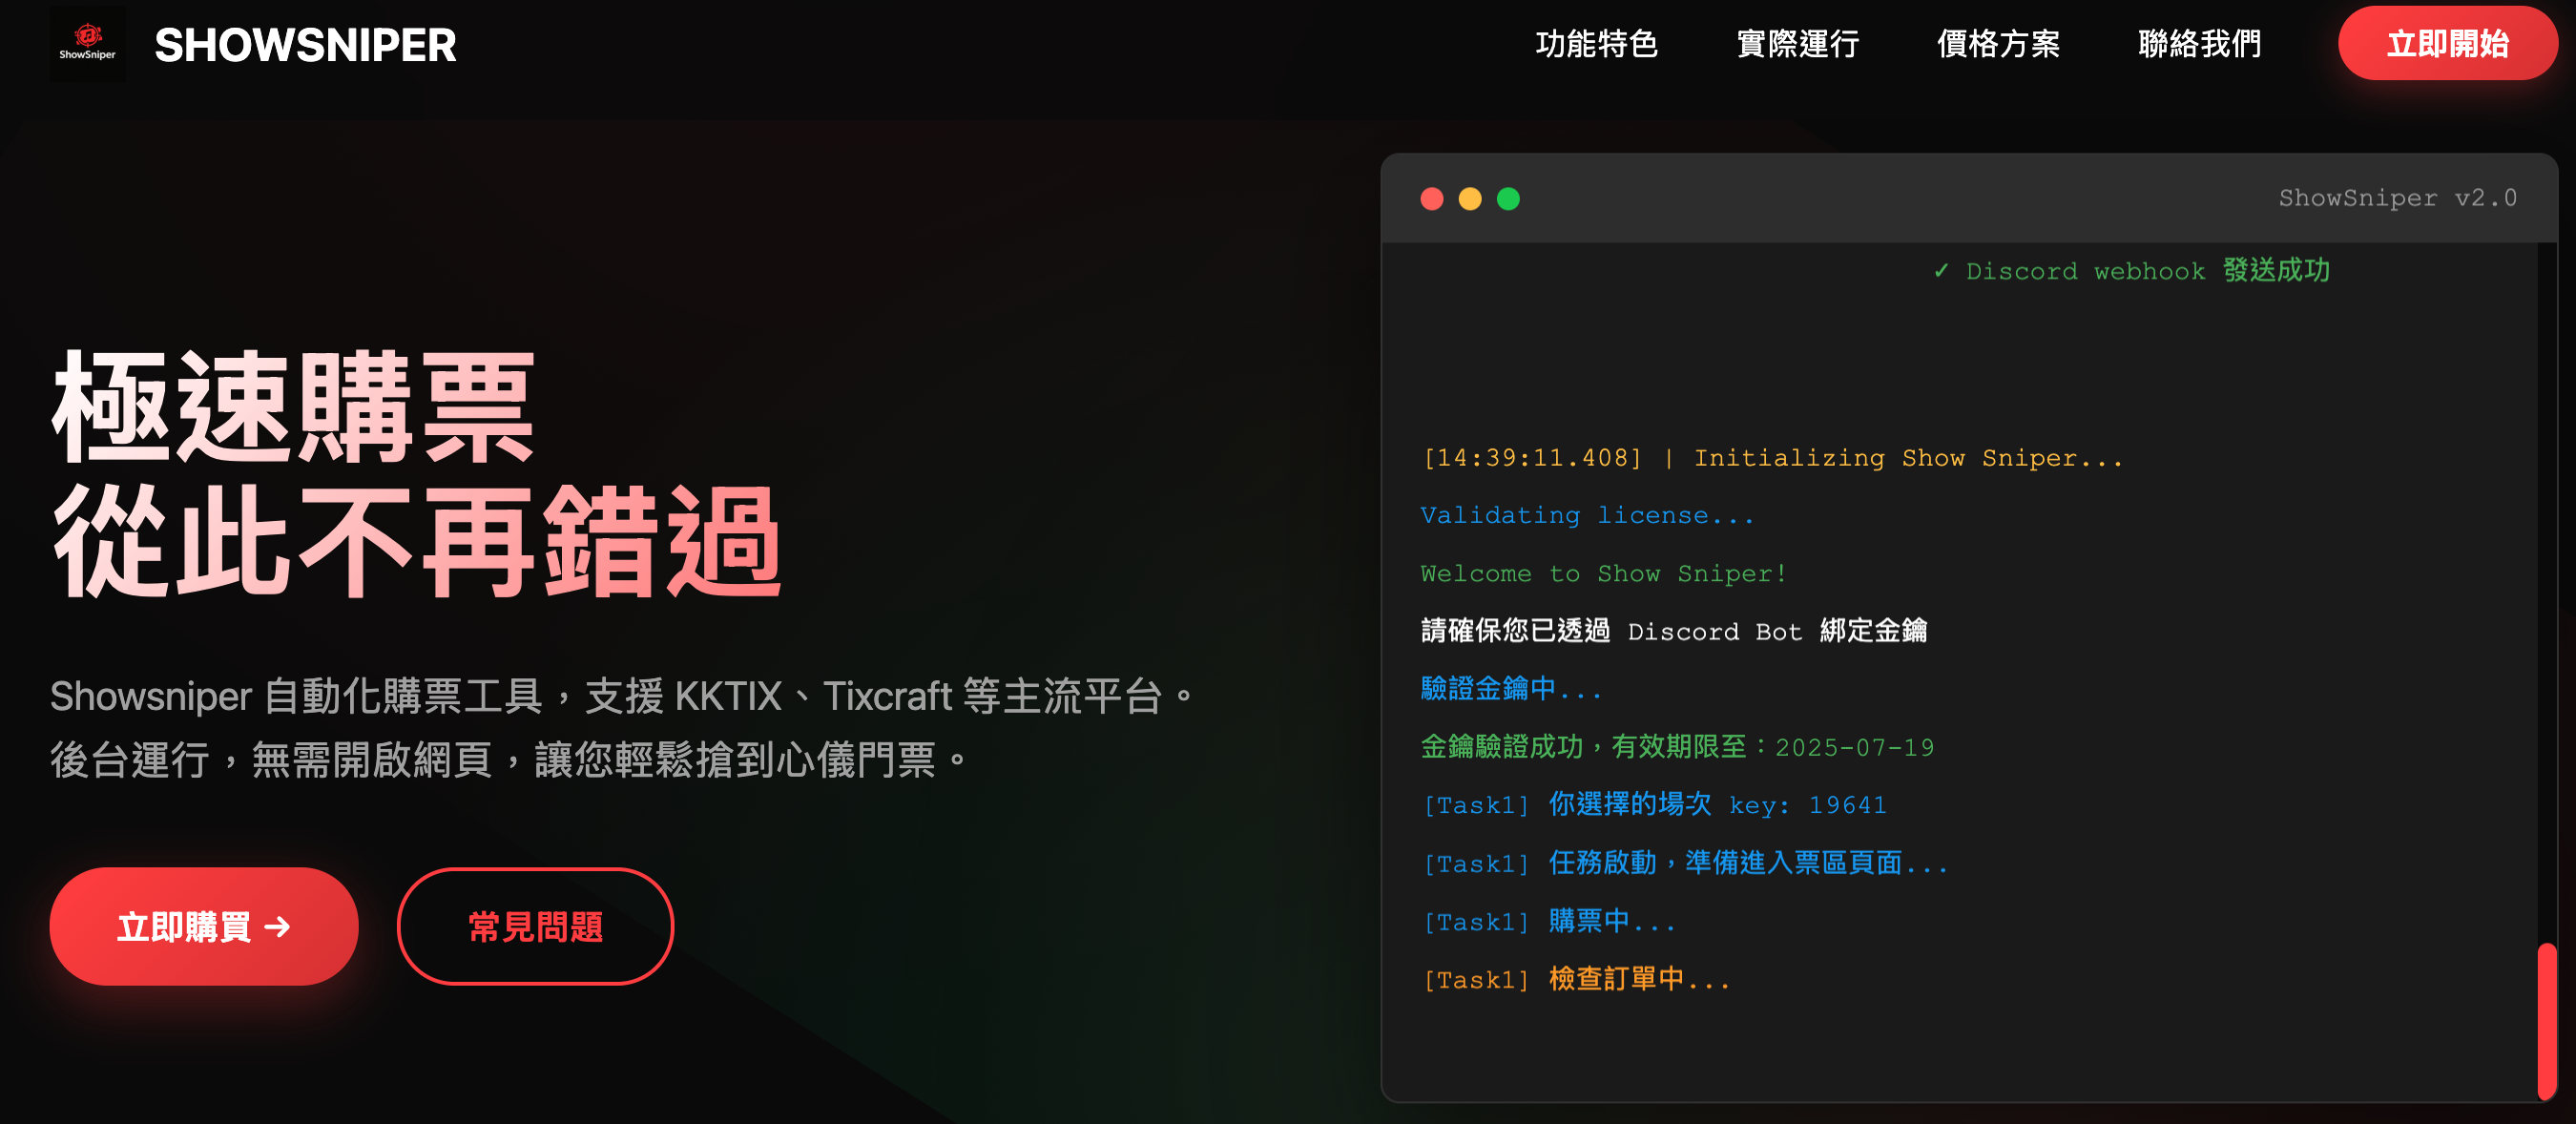 ShowSniper
SHOWSNIPER
功能特色
實際運行
價格方案
聯絡我們
立即開始
極速購票
從此不再錯過
Showsniper 自動化購票工具，支援 KKTIX、Tixcraft 等主流平台。
後台運行，無需開啟網頁，讓您輕鬆搶到心儀門票。
立即購買 →
常見問題
ShowSniper v2.0
✓ Discord webhook 發送成功
[14:39:11.408] | Initializing Show Sniper...
Validating license...
Welcome to Show Sniper!
請確保您已透過 Discord Bot 綁定金鑰
驗證金鑰中...
金鑰驗證成功，有效期限至：2025-07-19
[Task1] 你選擇的場次 key: 19641
[Task1] 任務啟動，準備進入票區頁面...
[Task1] 購票中...
[Task1] 檢查訂單中...